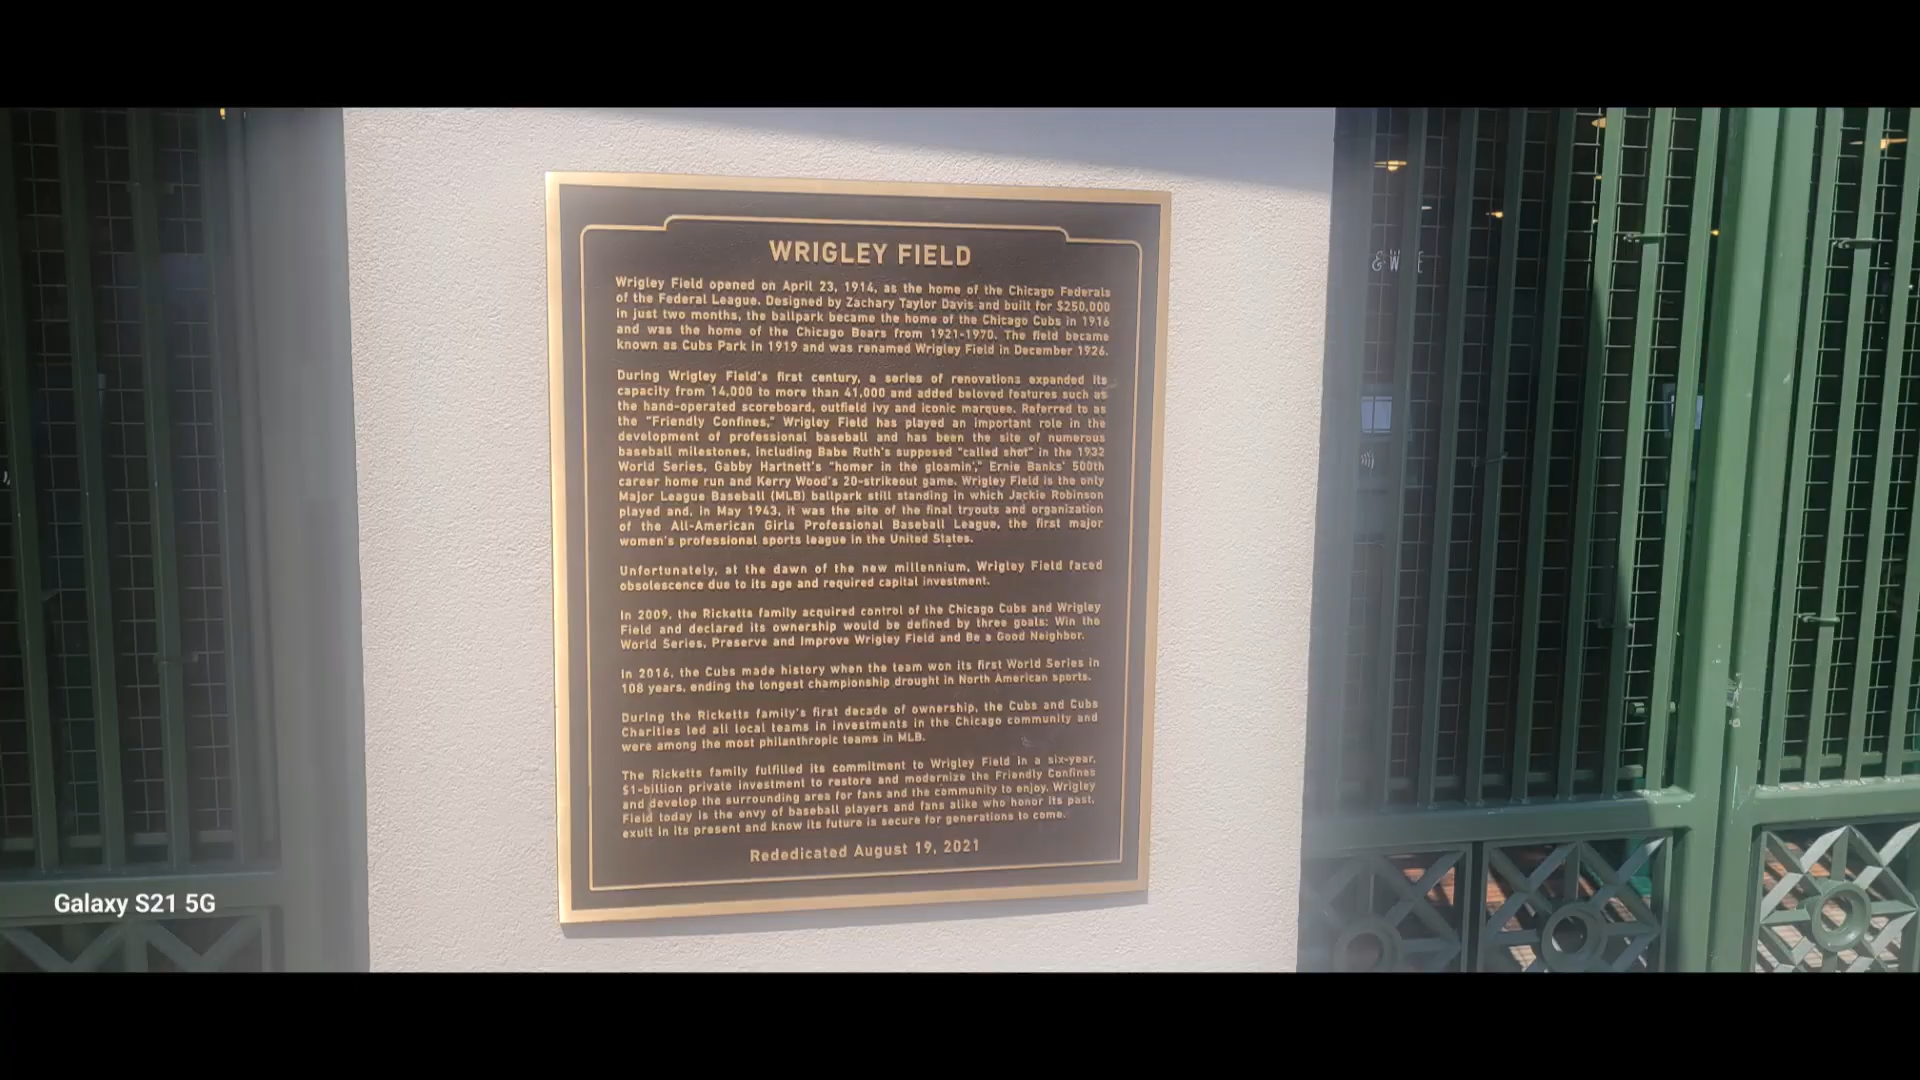 WRIGLEY FIELD
Wrigley Field opened on April 23, 1914, as the home of the Chicago Federals
of the Federal League. Designed by Zachary Taylor Davis and built for $250,000
in just two months, the ballpark became the home of the Chicago Cubs in 1916
and was the home of the Chicago Bears from 1921-1970. The field became
known as Cubs Park in 1919 and was renamed Wrigley Field in December 1926.
During Wrigley Field's first century, a series of renovations expanded its
capacity from 14,000 to more than 41,000 and added beloved features such as
the hand-operated scoreboard, outfield ivy and iconic marquee. Referred to as
the "Friendly Confines," Wrigley Field has played an important role in the
development of professional baseball and has been the site of numerous
baseball milestones, including Babe Ruth's supposed "called shot" in the 1932
World Series, Gabby Hartnett's "homer in the gloamin'," Ernie Banks' 500th
career home run and Kerry Wood's 20-strikeout game. Wrigley Field is the only
Major League Baseball (MLB) ballpark still standing in which Jackie Robinson
played and, in May 1943, it was the site of the final tryouts and organization
of the All-American Girls Professional Baseball League, the first major
women's professional sports league in the United States.
Unfortunately, at the dawn of the new millennium, Wrigley Field faced
obsolescence due to its age and required capital investment.
In 2009, the Ricketts family acquired control of the Chicago Cubs and Wrigley
Field and declared its ownership would be defined by three goals: Win the
World Series, Preserve and Improve Wrigley Field and Be a Good Neighbor.
In 2016, the Cubs made history when the team won its first World Series in
108 years, ending the longest championship drought in North American sports.
During the Ricketts family's first decade of ownership, the Cubs and Cubs
Charities led all local teams in investments in the Chicago community and
were among the most philanthropic teams in MLB.
The Ricketts family fulfilled its commitment to Wrigley Field in a six-year,
$1-billion private investment to restore and modernize the Friendly Confines
and develop the surrounding area for fans and the community to enjoy. Wrigley
Field today is the envy of baseball players and fans alike who honor its past,
exult in its present and know its future is secure for generations to come.
Rededicated August 19, 2021
Galaxy S21 5G